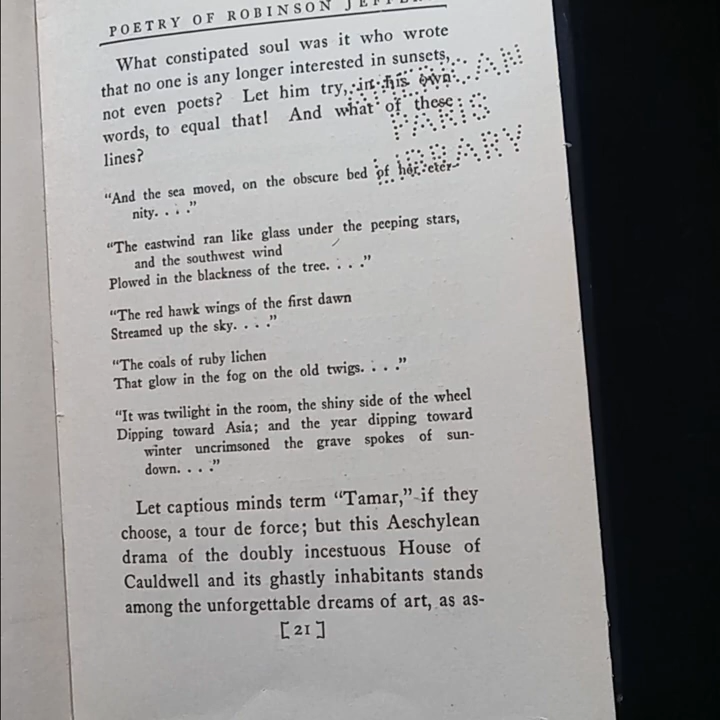 POETRY OF ROBINSON JEFFE
What constipated soul was it who wrote
that no one is any longer interested in sunsets,
not even poets? Let him try, in his own
words, to equal that! And what of these
lines?
AN
PARIS
LIBRARY
“And the sea moved, on the obscure bed of her eter-
nity. . . .”
“The eastwind ran like glass under the peeping stars,
and the southwest wind
Plowed in the blackness of the tree. . . .”
“The red hawk wings of the first dawn
Streamed up the sky. . . .”
“The coals of ruby lichen
That glow in the fog on the old twigs. . . .”
“It was twilight in the room, the shiny side of the wheel
Dipping toward Asia; and the year dipping toward
winter uncrimsoned the grave spokes of sun-
down. . . .”
Let captious minds term “Tamar,” if they
choose, a tour de force; but this Aeschylean
drama of the doubly incestuous House of
Cauldwell and its ghastly inhabitants stands
among the unforgettable dreams of art, as as-
[ 21 ]